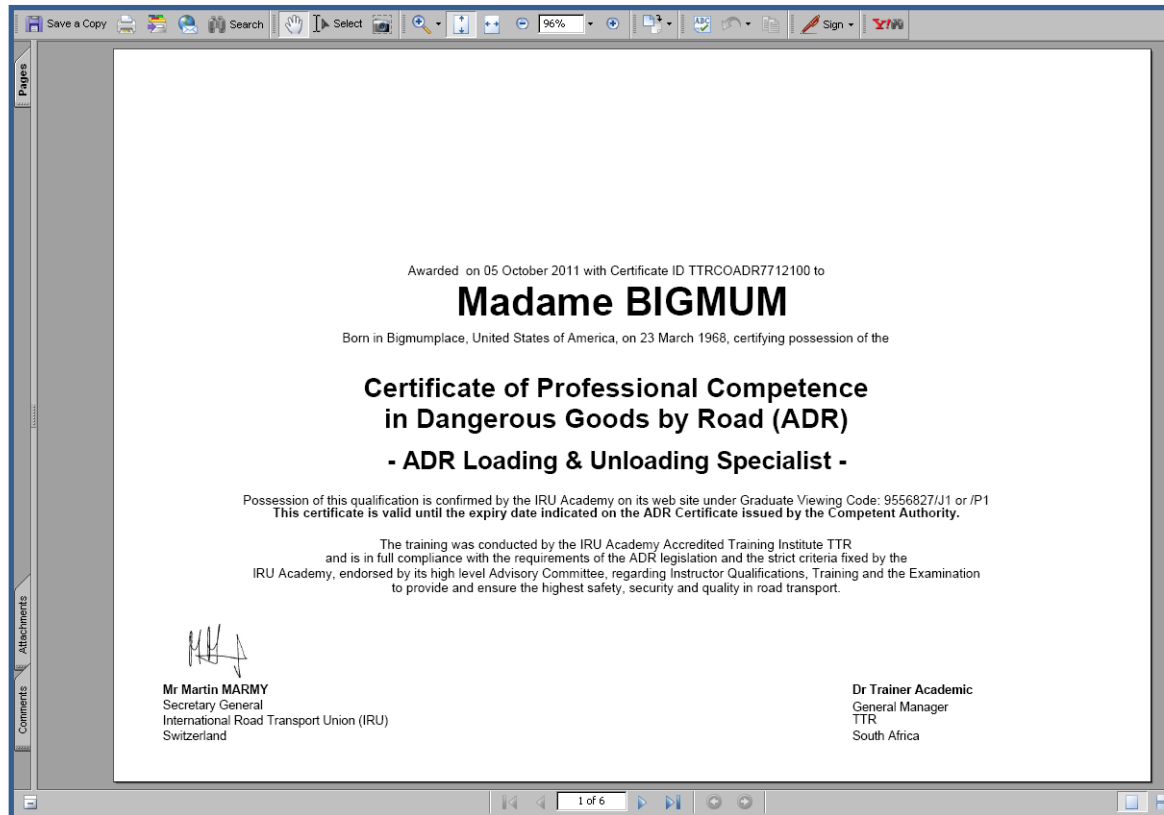 Save a Copy Search Select 96% Sign Y!
Pages
Awarded on 05 October 2011 with Certificate ID TTRCOADR7712100 to
Madame BIGMUM
Born in Bigmumplace, United States of America, on 23 March 1968, certifying possession of the
Certificate of Professional Competence
in Dangerous Goods by Road (ADR)
- ADR Loading & Unloading Specialist -
Possession of this qualification is confirmed by the IRU Academy on its web site under Graduate Viewing Code: 9556827/J1 or /P1
This certificate is valid until the expiry date indicated on the ADR Certificate issued by the Competent Authority.
The training was conducted by the IRU Academy Accredited Training Institute TTR
and is in full compliance with the requirements of the ADR legislation and the strict criteria fixed by the
IRU Academy, endorsed by its high level Advisory Committee, regarding Instructor Qualifications, Training and the Examination
to provide and ensure the highest safety, security and quality in road transport.
Attachments
Comments
Mr Martin MARMY
Secretary General
International Road Transport Union (IRU)
Switzerland
Dr Trainer Academic
General Manager
TTR
South Africa
1 of 6